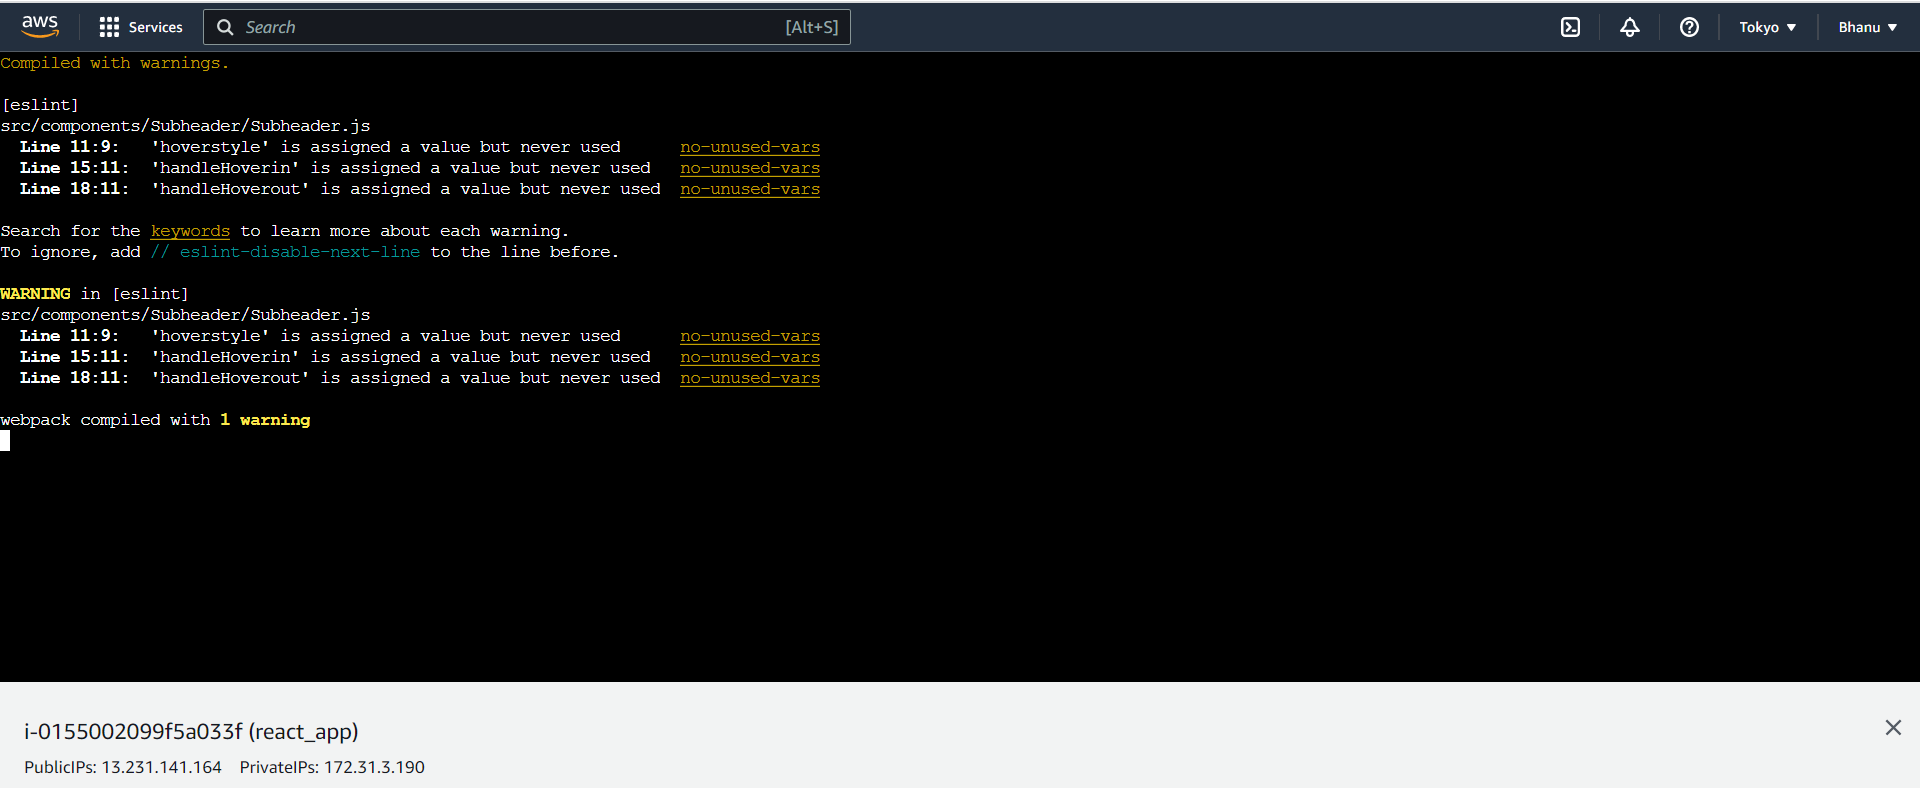 aws Services Search [Alt+S] Tokyo Bhanu
Compiled with warnings.
[eslint]
src/components/Subheader/Subheader.js
Line 11:9: 'hoverstyle' is assigned a value but never used no-unused-vars
Line 15:11: 'handleHoverin' is assigned a value but never used no-unused-vars
Line 18:11: 'handleHoverout' is assigned a value but never used no-unused-vars
Search for the keywords to learn more about each warning.
To ignore, add // eslint-disable-next-line to the line before.
WARNING in [eslint]
src/components/Subheader/Subheader.js
Line 11:9: 'hoverstyle' is assigned a value but never used no-unused-vars
Line 15:11: 'handleHoverin' is assigned a value but never used no-unused-vars
Line 18:11: 'handleHoverout' is assigned a value but never used no-unused-vars
webpack compiled with 1 warning
i-0155002099f5a033f (react_app)
PublicIPs: 13.231.141.164 PrivateIPs: 172.31.3.190